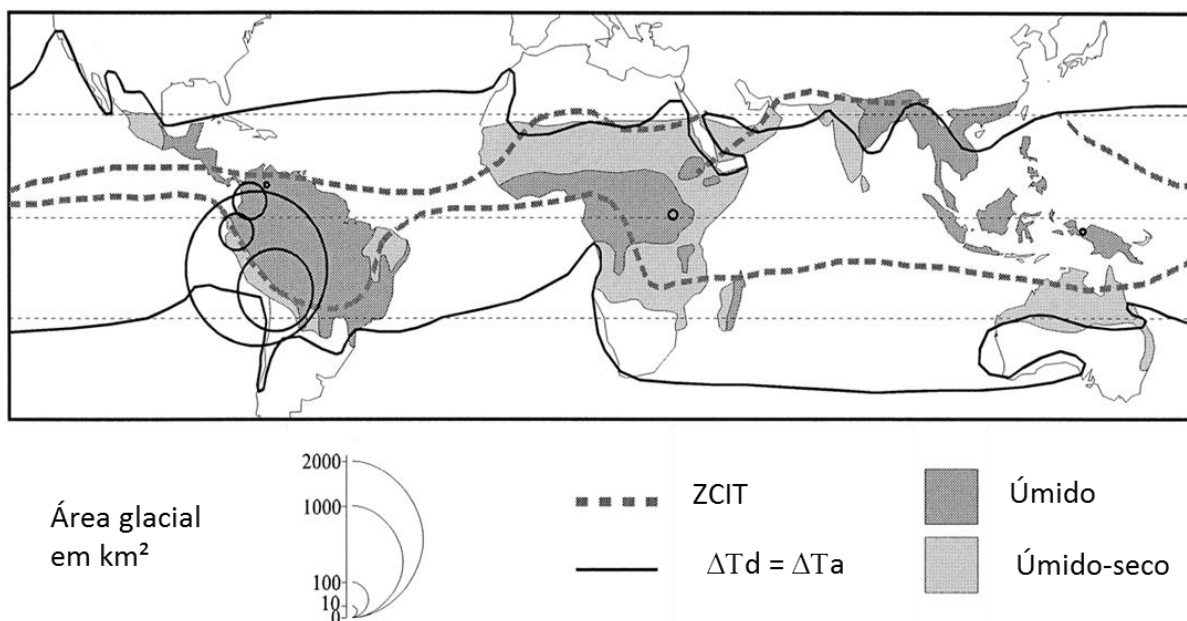 Área glacial
em km²
2000
1000
100
10
0
ZCIT
ΔTd = ΔTa
Úmido
Úmido-seco